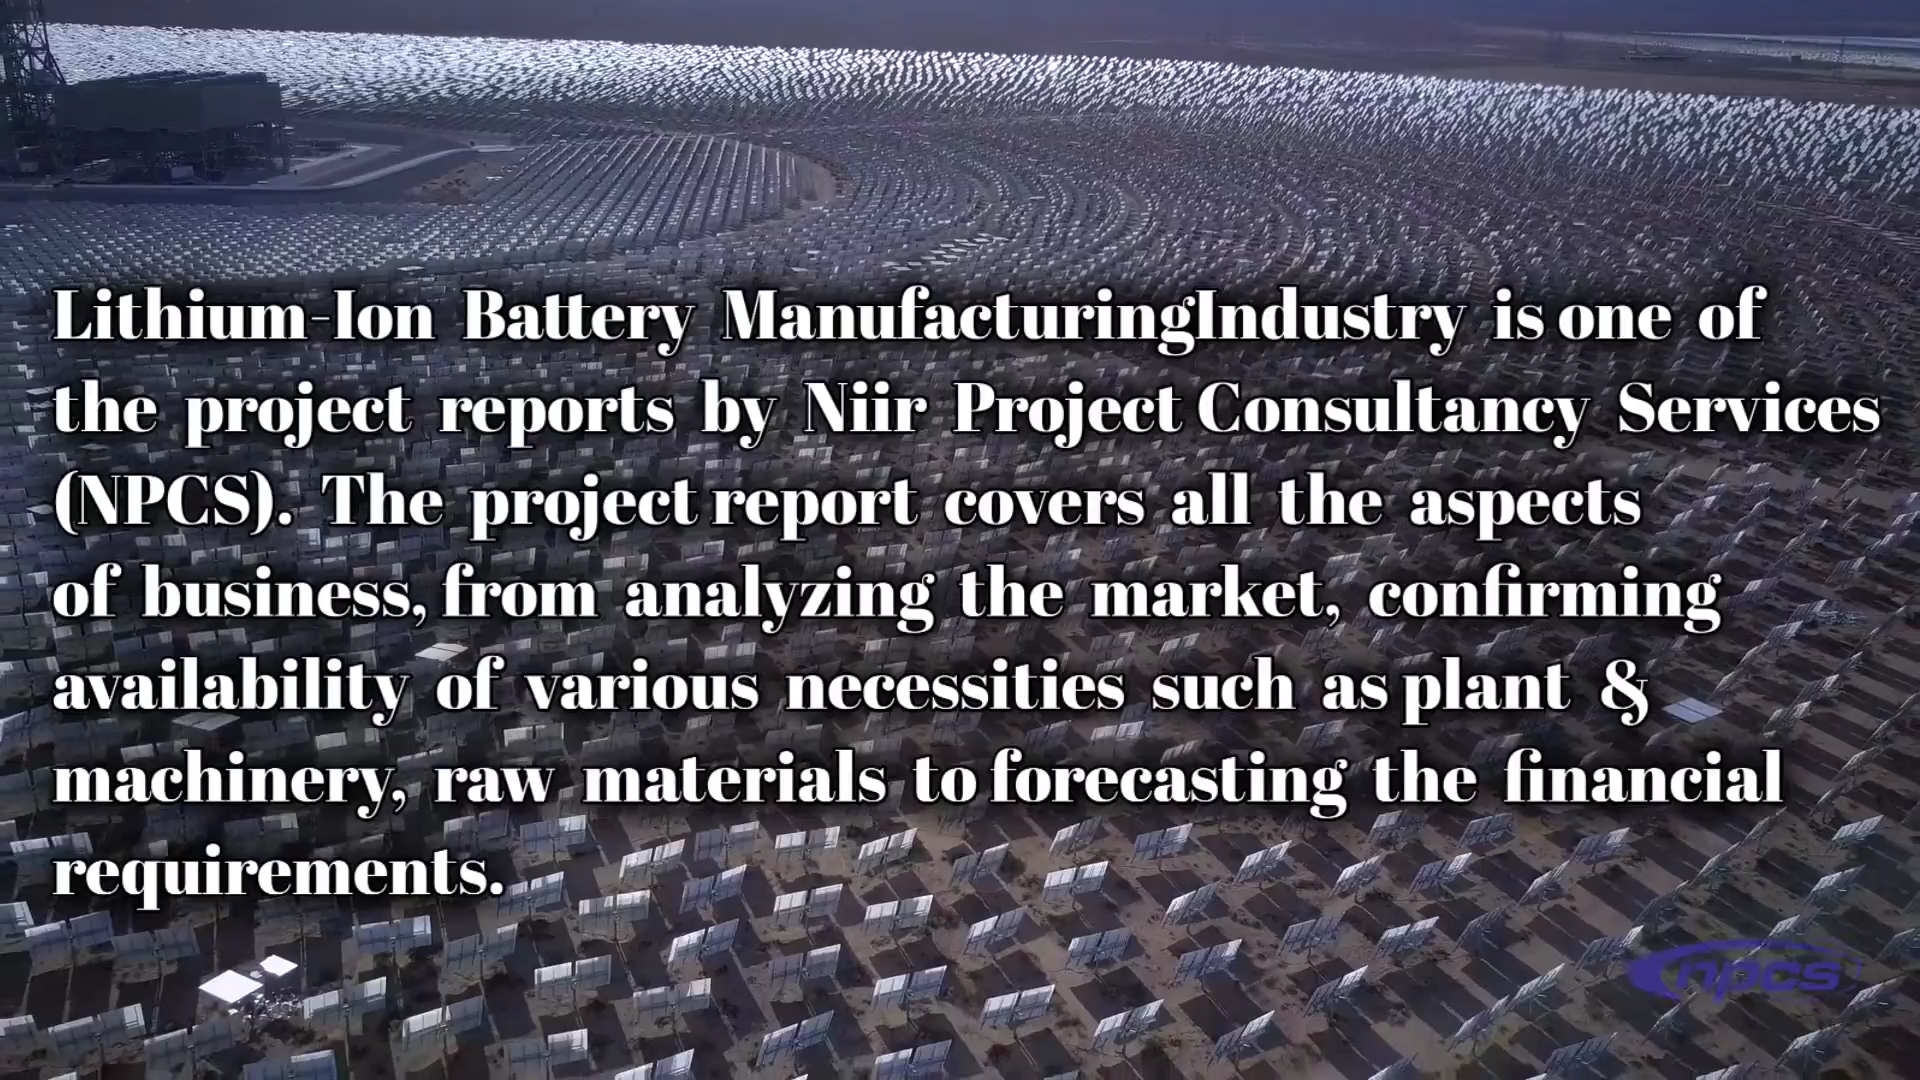 Lithium-Ion Battery ManufacturingIndustry is one of
the project reports by Niir Project Consultancy Services
(NPCS). The project report covers all the aspects
of business, from analyzing the market, confirming
availability of various necessities such as plant &
machinery, raw materials to forecasting the financial
requirements.
npcs